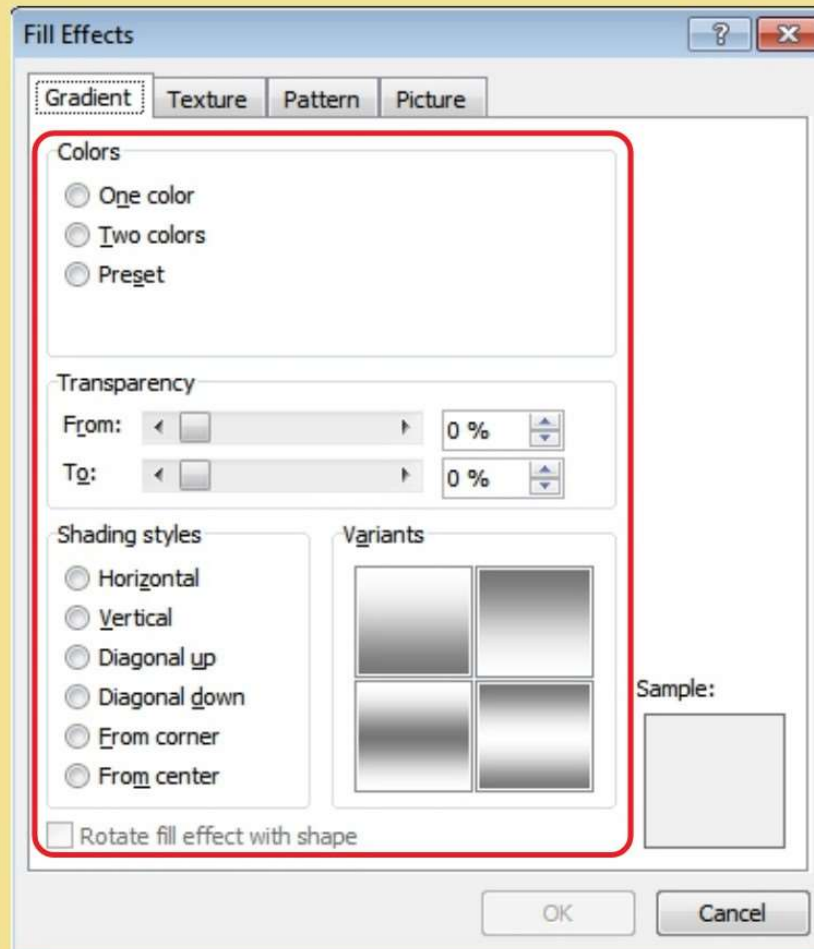 Fill Effects
Gradient Texture Pattern Picture
Colors
One color
Two colors
Preset
Transparency
From: 0 %
To: 0 %
Shading styles
Horizontal
Vertical
Diagonal up
Diagonal down
From corner
From center
Variants
Sample:
Rotate fill effect with shape
OK Cancel